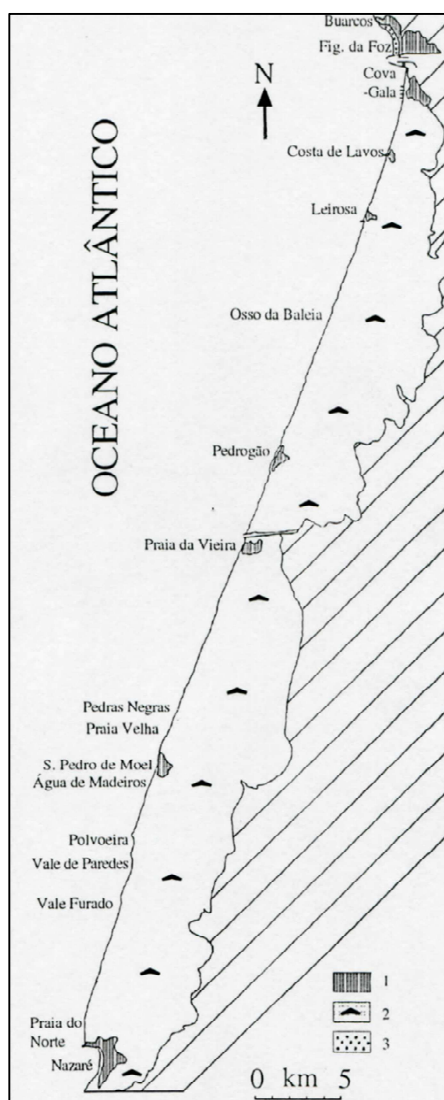 Buarcos
Fig. da Foz
Cova
-Gala
N
Costa de Lavos
OCEANO ATLÂNTICO
Leirosa
Osso da Baleia
Pedrogão
Praia da Vieira
Pedras Negras
Praia Velha
S. Pedro de Moel
Água de Madeiros
Polvoeira
Vale de Paredes
Vale Furado
1
2
3
Praia do
Norte
Nazaré
0 km 5